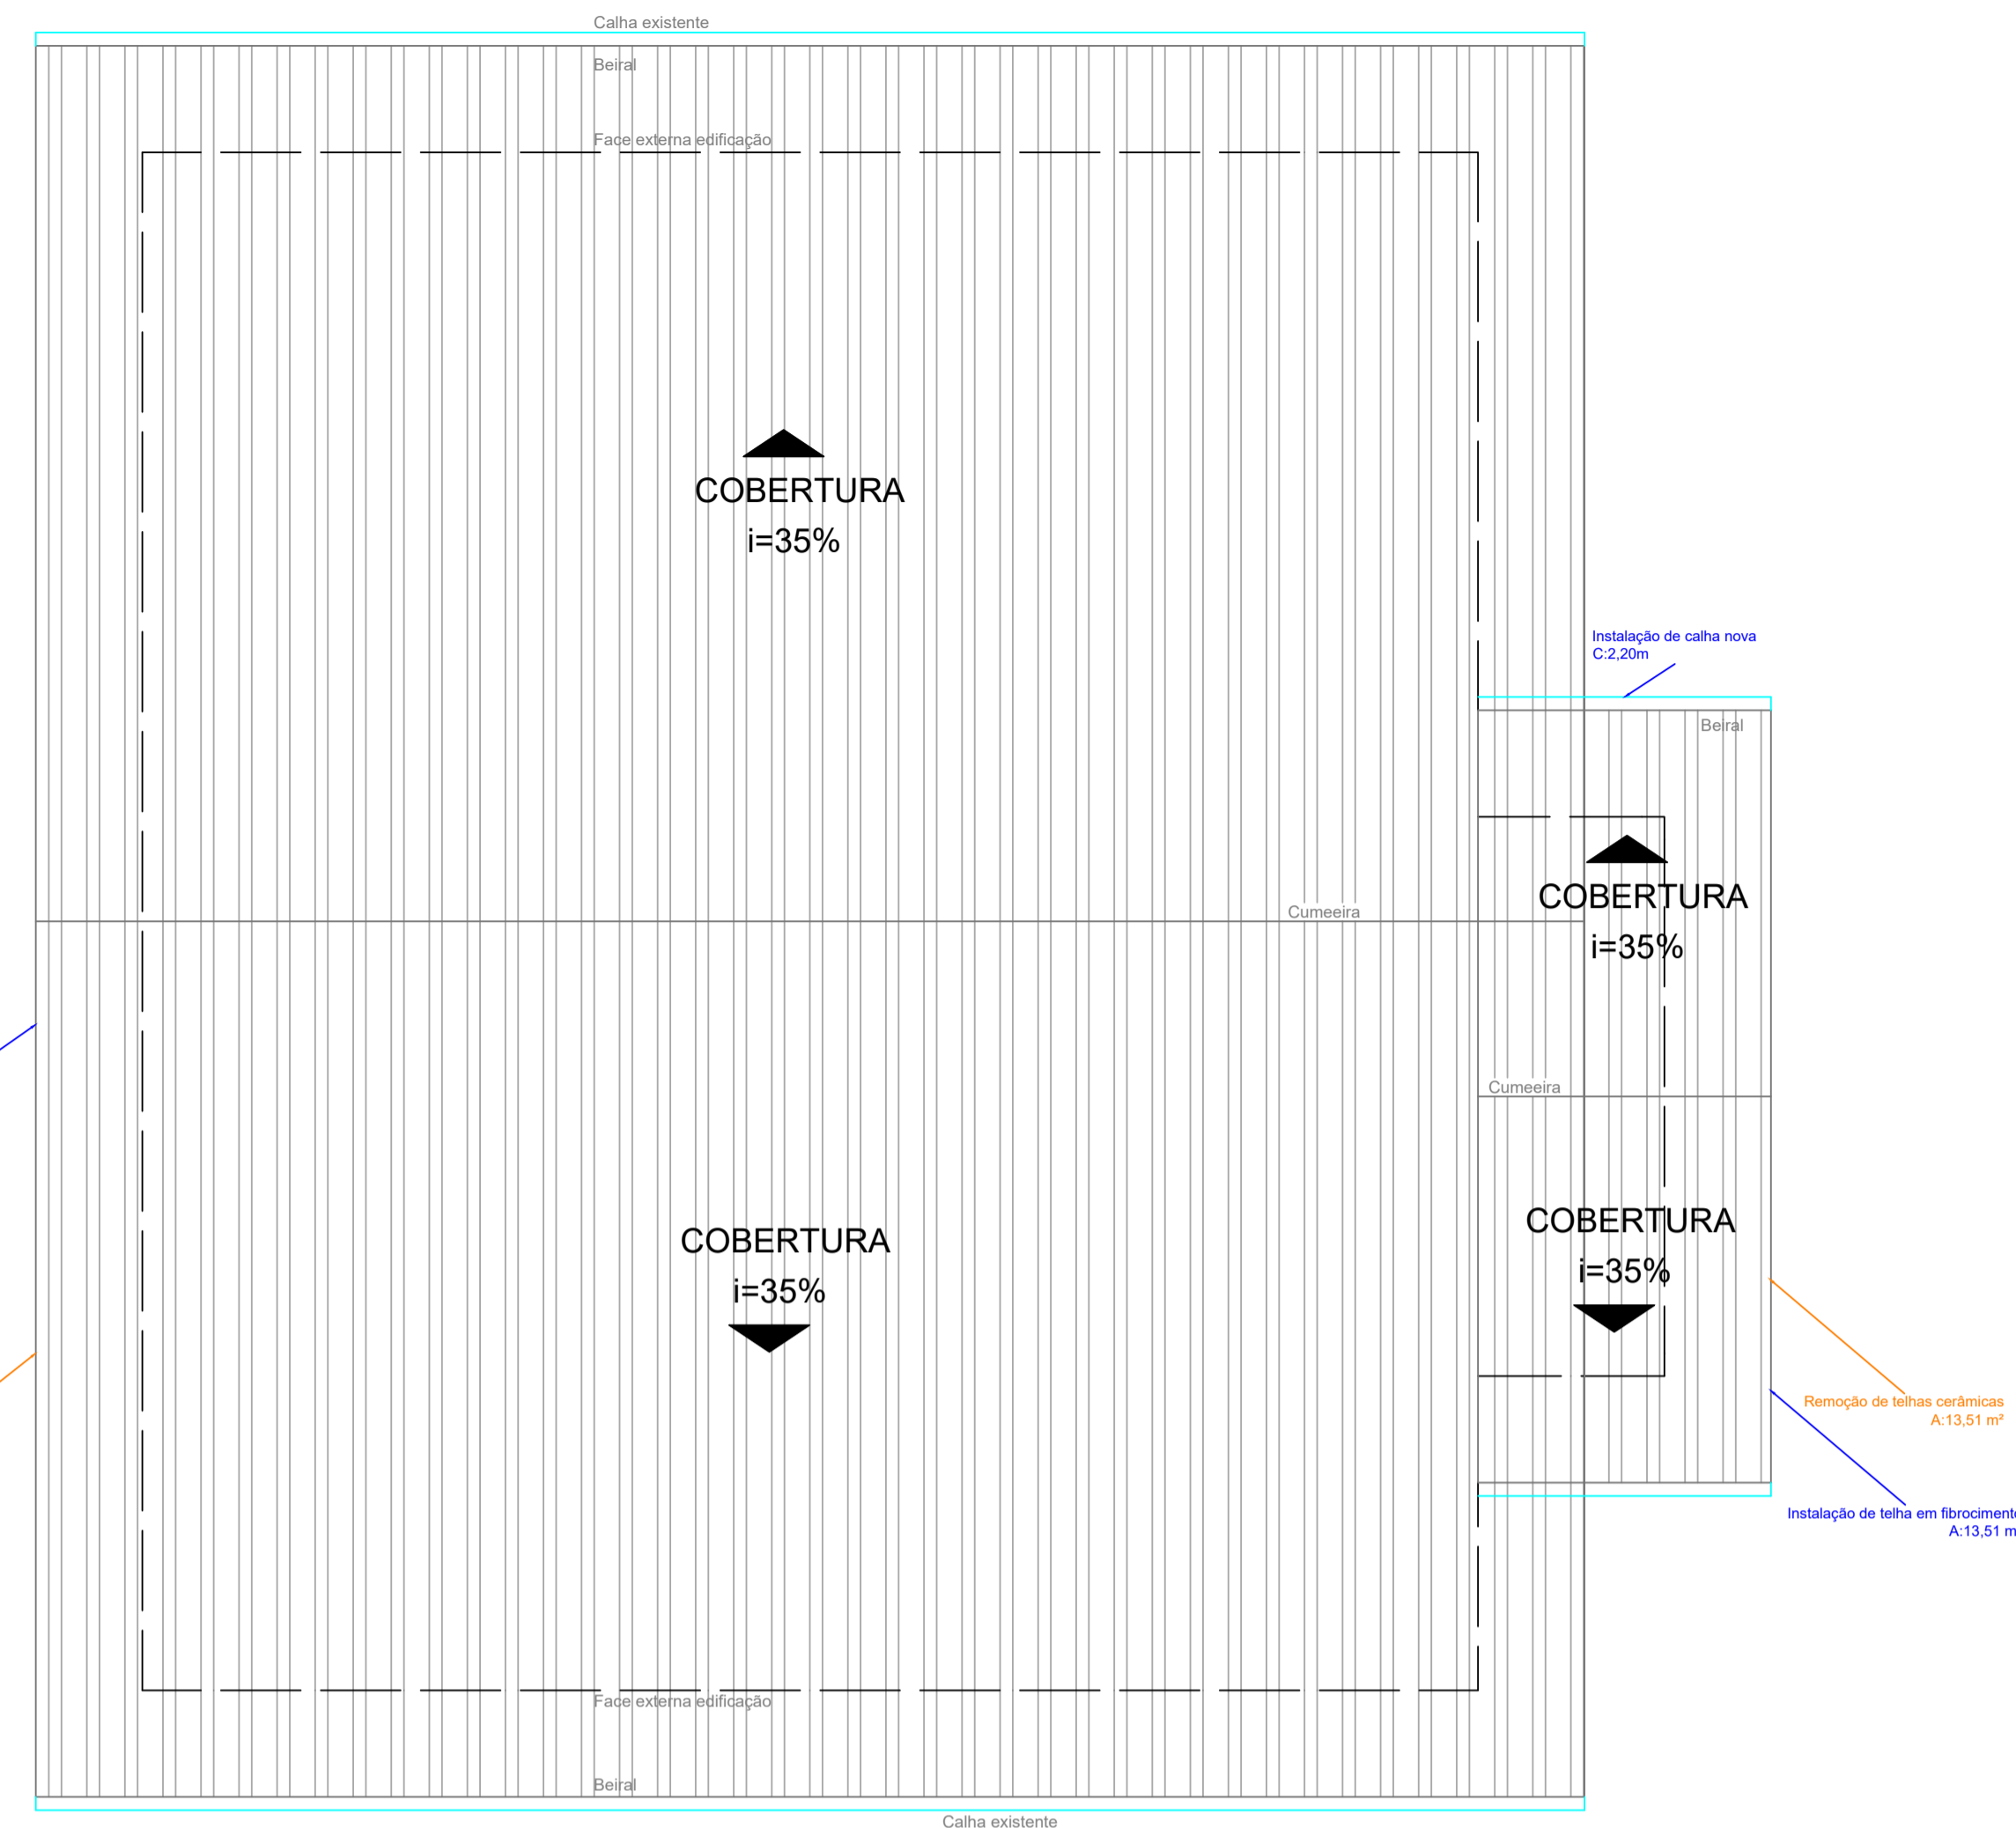 Calha existente
Beiral
Face externa edificação
COBERTURA
i=35%
Instalação de calha nova
C:2,20m
Beiral
COBERTURA
i=35%
Cumeeira
Cumeeira
COBERTURA
i=35%
COBERTURA
i=35%
Remoção de telhas cerâmicas
A:13,51 m²
Instalação de telha em fibrocimento
A:13,51 m
Face externa edificação
Beiral
Calha existente